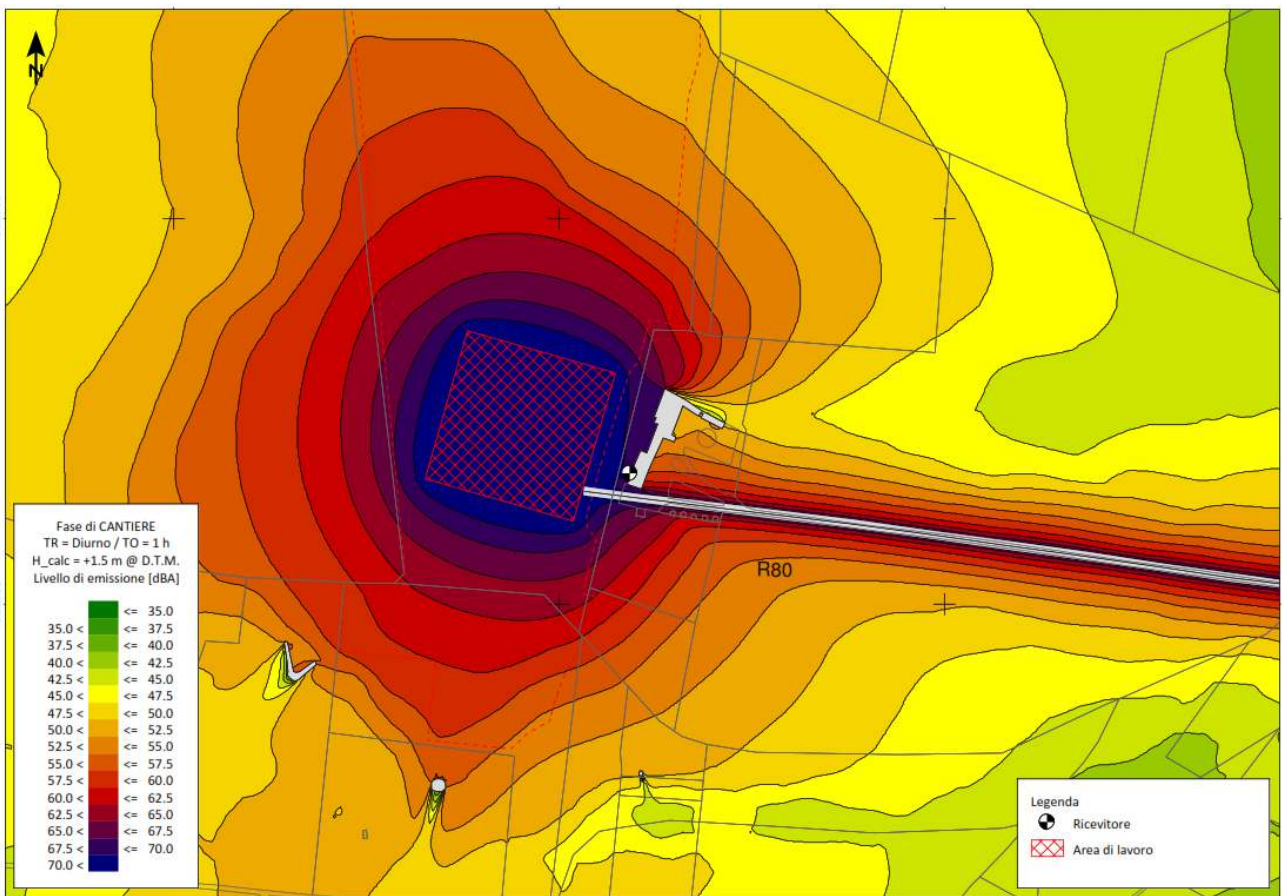 N
R80
Fase di CANTIERE
TR = Diurno / TO = 1 h
H_calc = +1.5 m @ D.T.M.
Livello di emissione [dBA]
<= 35.0
35.0 < <= 37.5
37.5 < <= 40.0
40.0 < <= 42.5
42.5 < <= 45.0
45.0 < <= 47.5
47.5 < <= 50.0
50.0 < <= 52.5
52.5 < <= 55.0
55.0 < <= 57.5
57.5 < <= 60.0
60.0 < <= 62.5
62.5 < <= 65.0
65.0 < <= 67.5
67.5 < <= 70.0
70.0 <
Legenda
Ricevitore
Area di lavoro